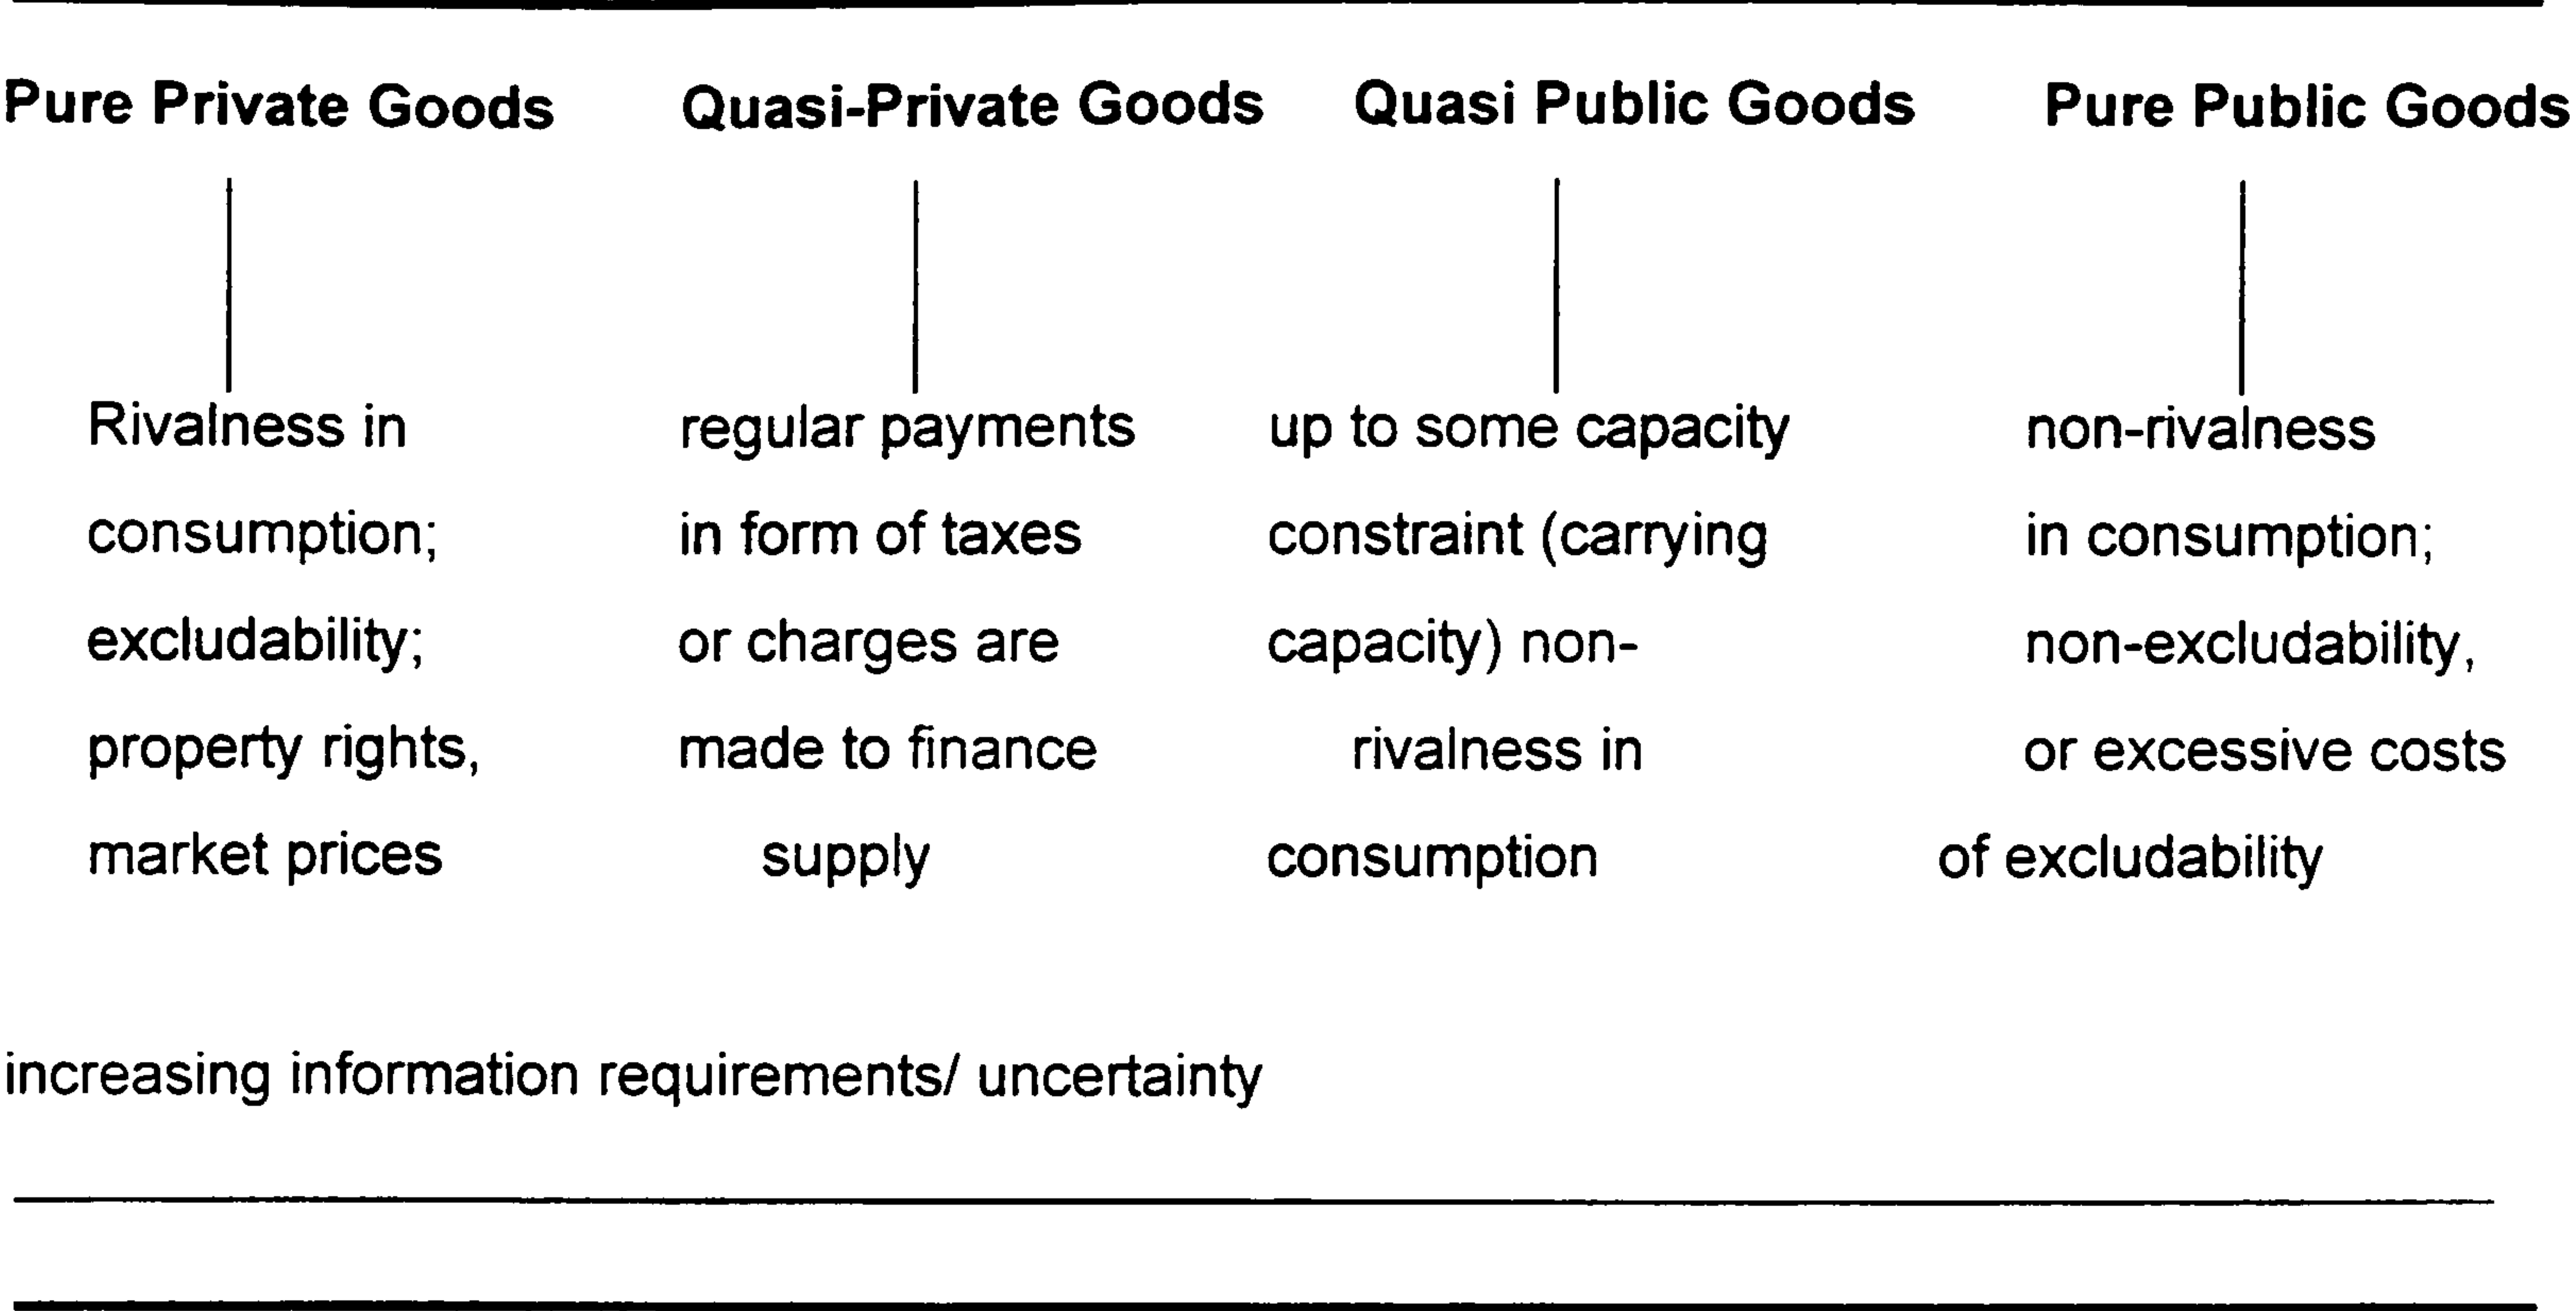 Pure Private Goods
Quasi-Private Goods
Quasi Public Goods
Pure Public Goods
Rivalness in
consumption;
excludability;
property rights,
market prices
regular payments
in form of taxes
or charges are
made to finance
supply
up to some capacity
constraint (carrying
capacity) non-
rivalness in
consumption
non-rivalness
in consumption;
non-excludability,
or excessive costs
of excludability
increasing information requirements/ uncertainty